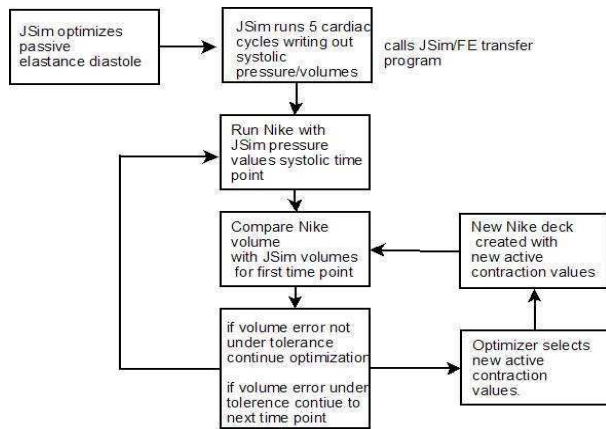 JSim optimizes
passive
elastance diastole
JSim runs 5 cardiac
cycles writing out
systolic
pressure/volumes
calls JSim/FE transfer
program
Run Nike with
JSim pressure
values systolic time
point
Compare Nike
volume
with JSim volumes
for first time point
New Nike deck
created with
new active
contraction values
if volume error not
under tolerance
continue optimization
if volume error under
tolerence contiue to
next time point
Optimizer selects
new active
contraction
values.